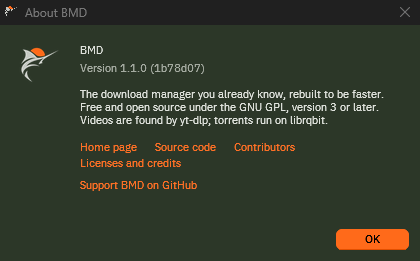 About BMD
BMD
Version 1.1.0 (1b78d07)
The download manager you already know, rebuilt to be faster.
Free and open source under the GNU GPL, version 3 or later.
Videos are found by yt-dlp; torrents run on librqbit.
Home page Source code Contributors
Licenses and credits
Support BMD on GitHub
OK